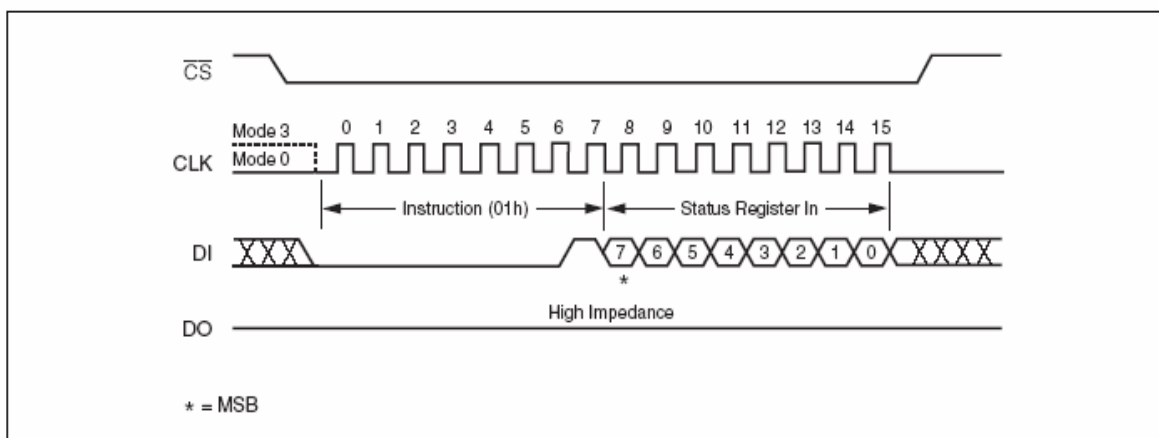 CS
Mode 3
0 1 2 3 4 5 6 7 8 9 10 11 12 13 14 15
Mode 0
CLK
Instruction (01h)
Status Register In
DI
7 6 5 4 3 2 1 0
*
High Impedance
DO
* = MSB